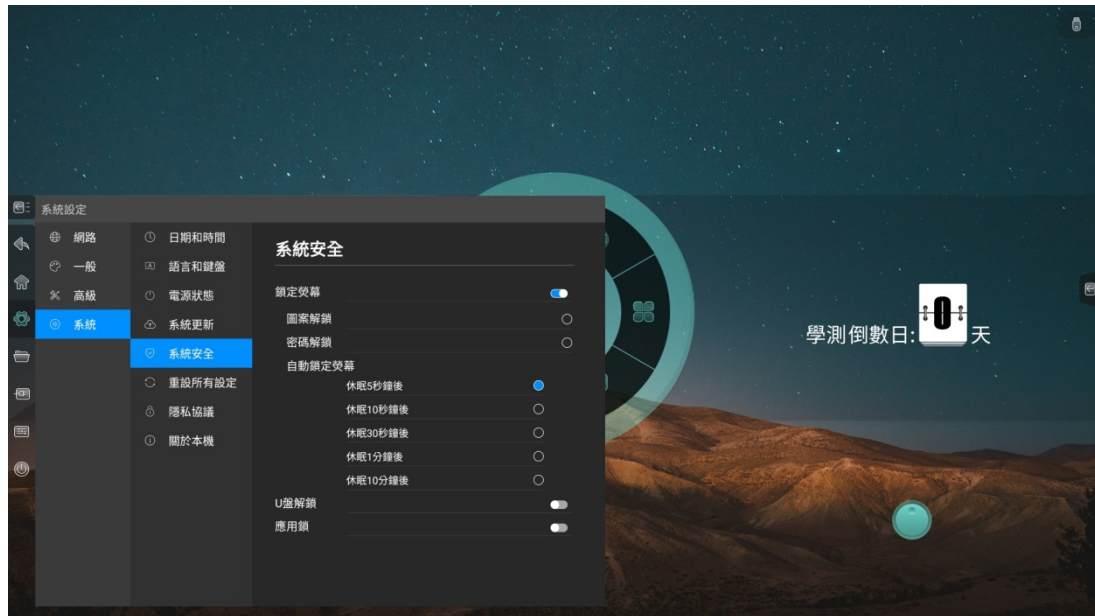 系統設定
網路
一般
高級
系統
日期和時間
語言和鍵盤
電源狀態
系統更新
系統安全
重設所有設定
隱私協議
關於本機
系統安全
鎖定熒幕
圖案解鎖
密碼解鎖
自動鎖定熒幕
休眠5秒鐘後
休眠10秒鐘後
休眠30秒鐘後
休眠1分鐘後
休眠10分鐘後
U盤解鎖
應用鎖
學測倒數日:0天